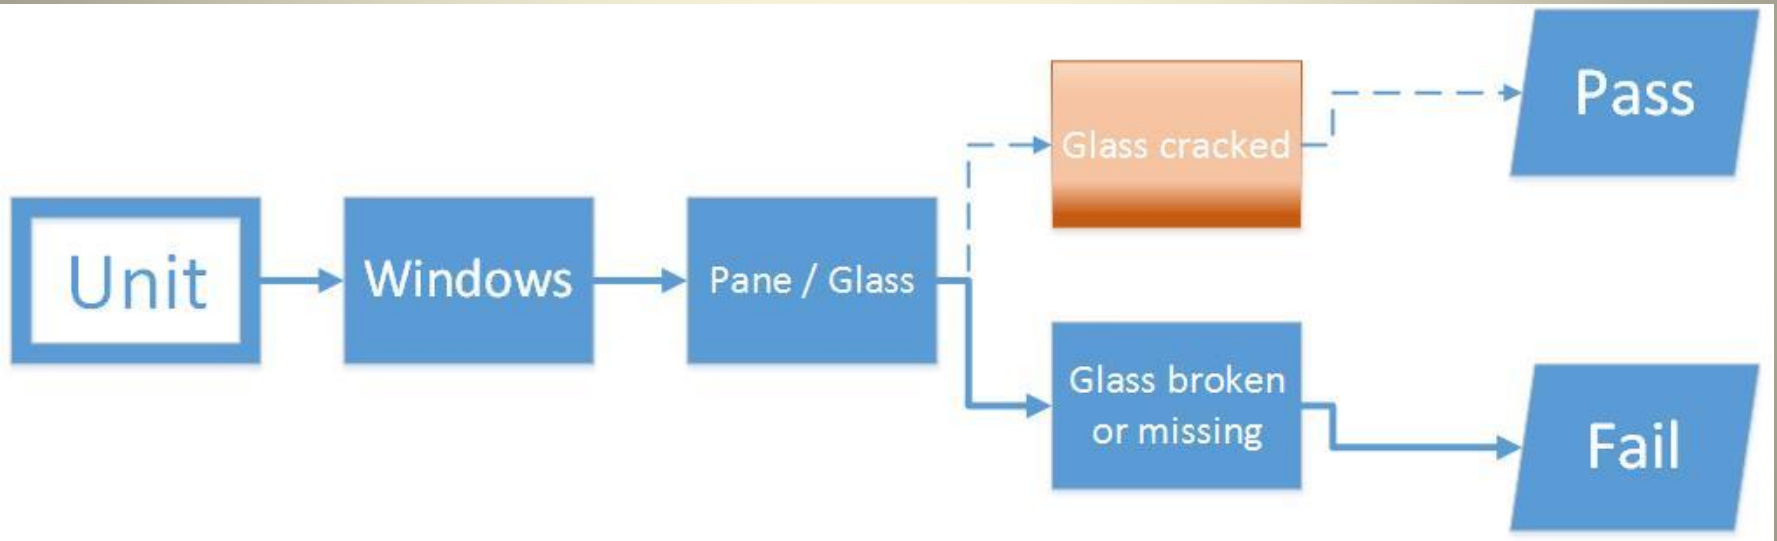 Unit
Windows
Pane / Glass
Glass cracked
Pass
Glass broken
or missing
Fail